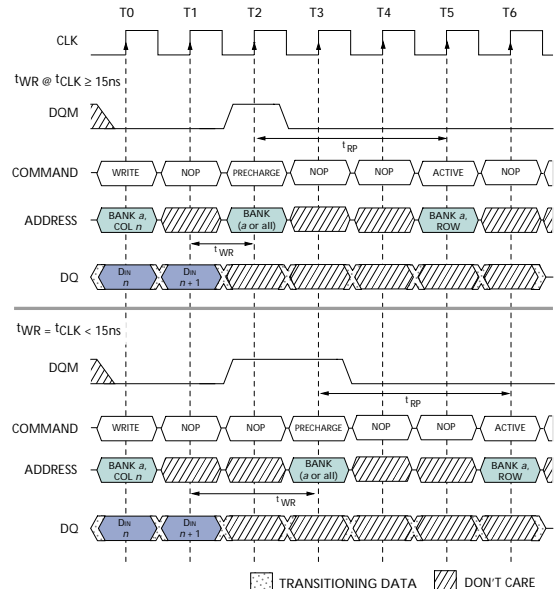 T0 T1 T2 T3 T4 T5 T6
CLK
tWR @ tCLK ≥ 15ns
DQM
tRP
COMMAND WRITE NOP PRECHARGE NOP NOP ACTIVE NOP
ADDRESS BANK a, COL n BANK (a or all) BANK a, ROW
tWR
DQ DIN n DIN n + 1
tWR = tCLK < 15ns
DQM
tRP
COMMAND WRITE NOP NOP PRECHARGE NOP NOP ACTIVE
ADDRESS BANK a, COL n BANK (a or all) BANK a, ROW
tWR
DQ DIN n DIN n + 1
TRANSITIONING DATA DON'T CARE